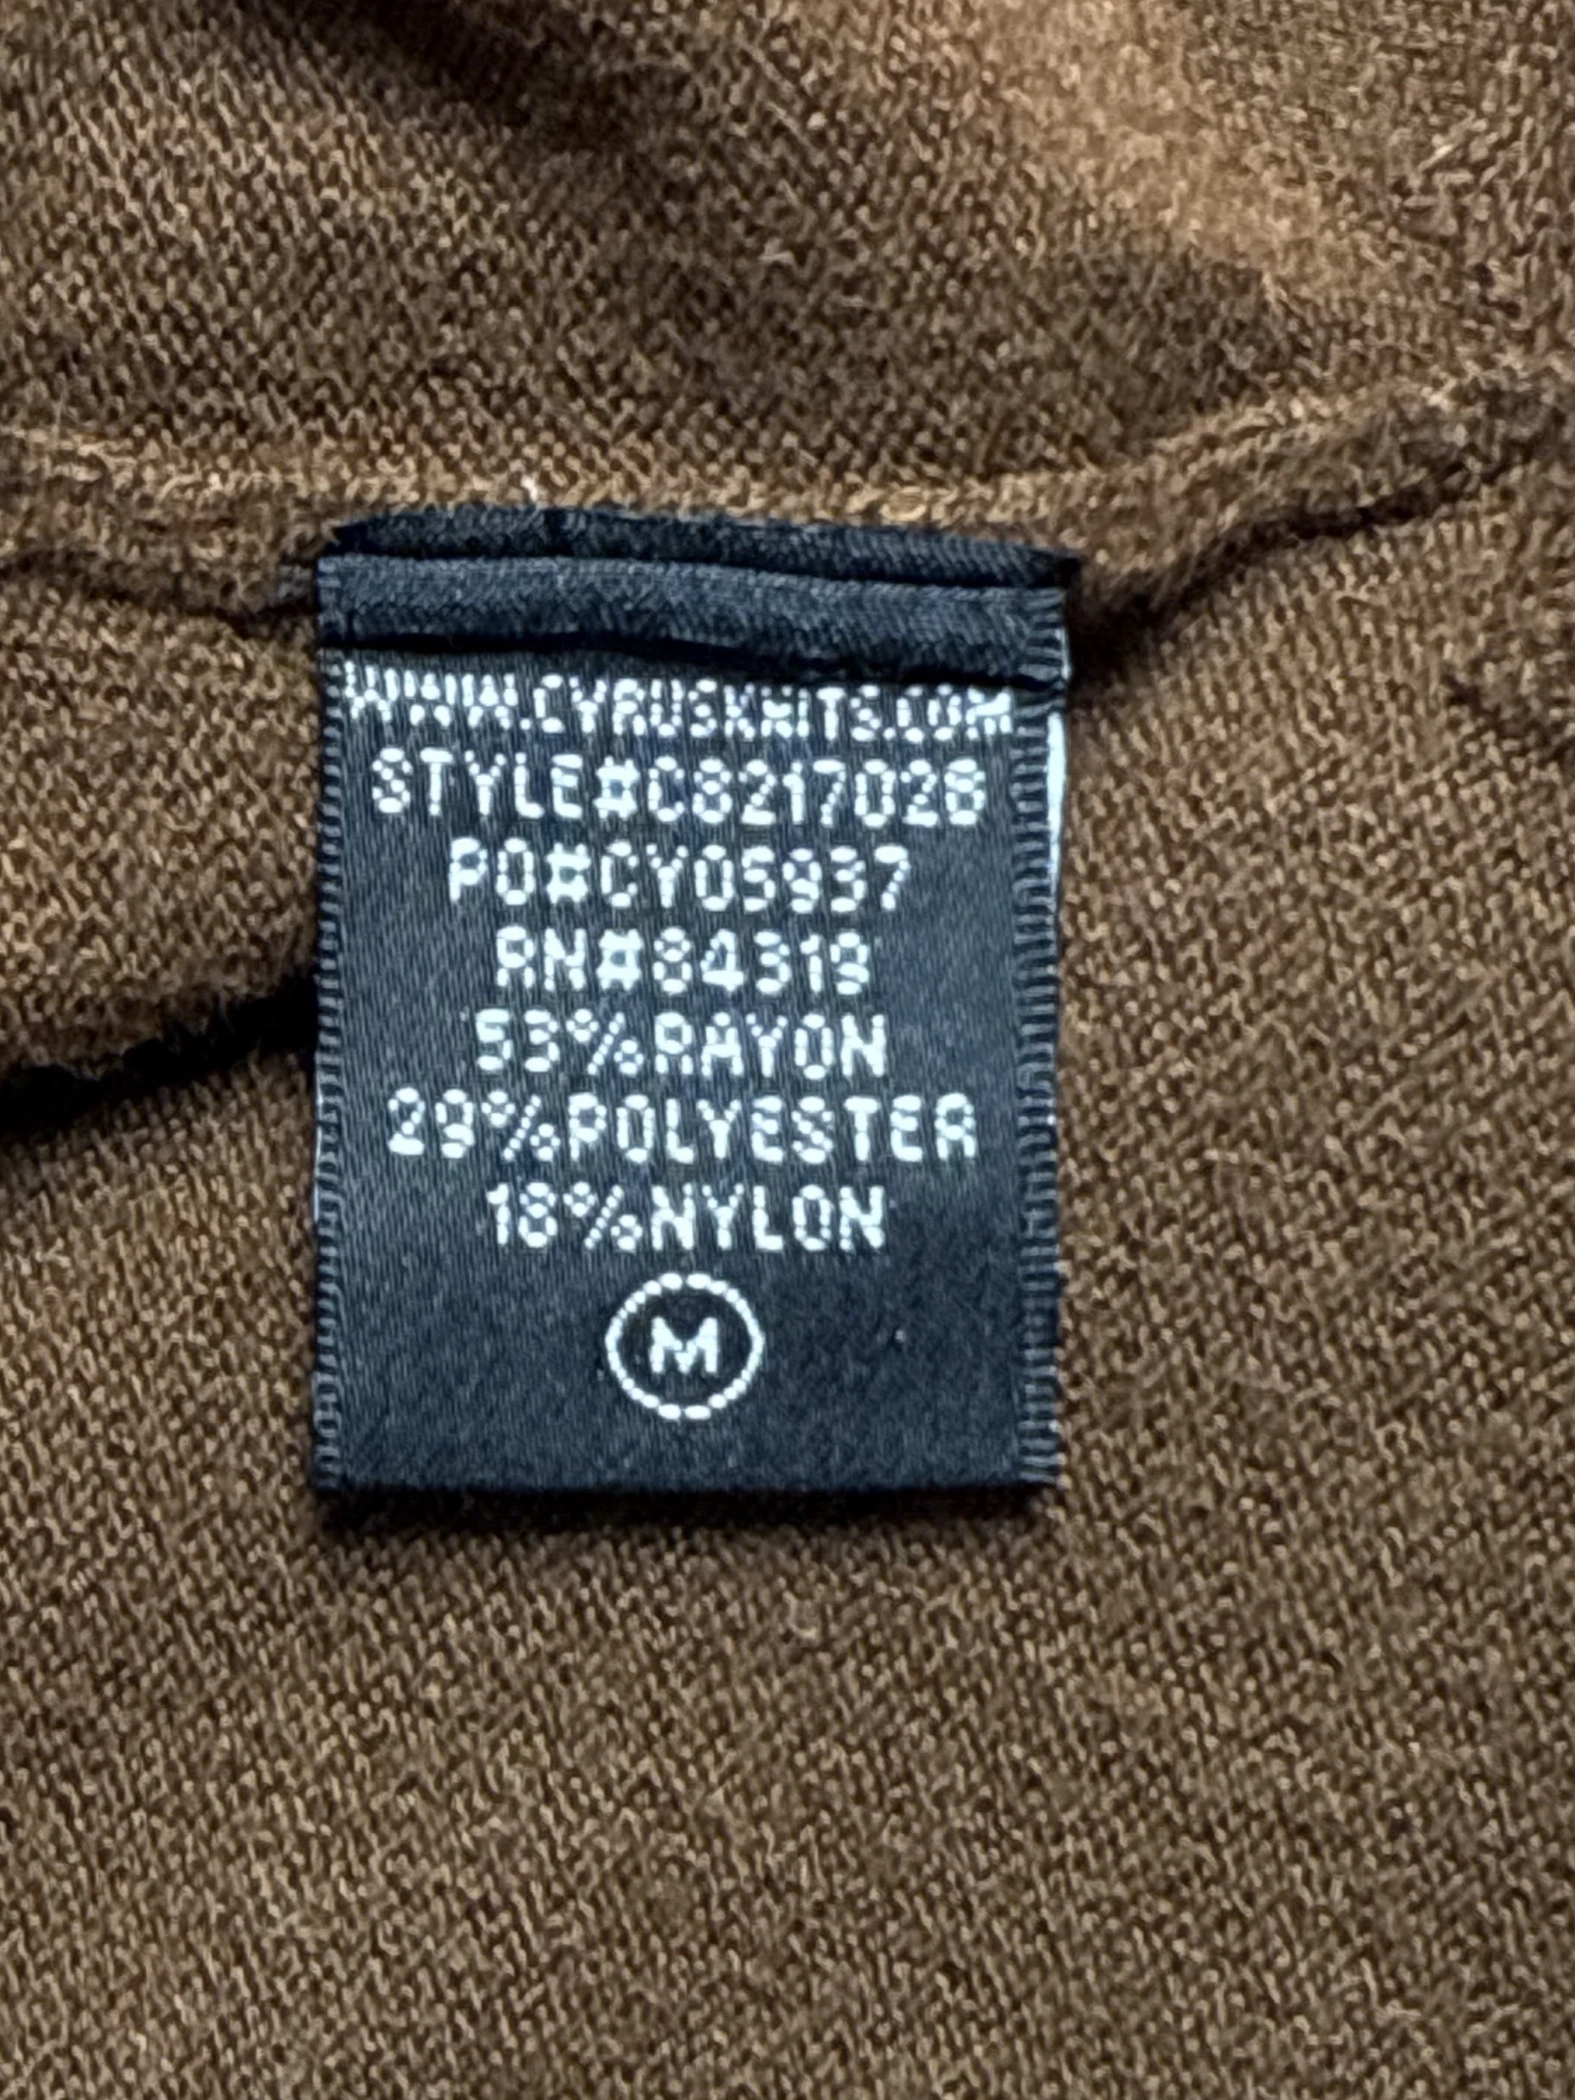 WWW.CYRUSKNITS.COM
STYLE#C8217028
PO#CY05937
RN#84319
53%RAYON
29%POLYESTER
18%NYLON
M